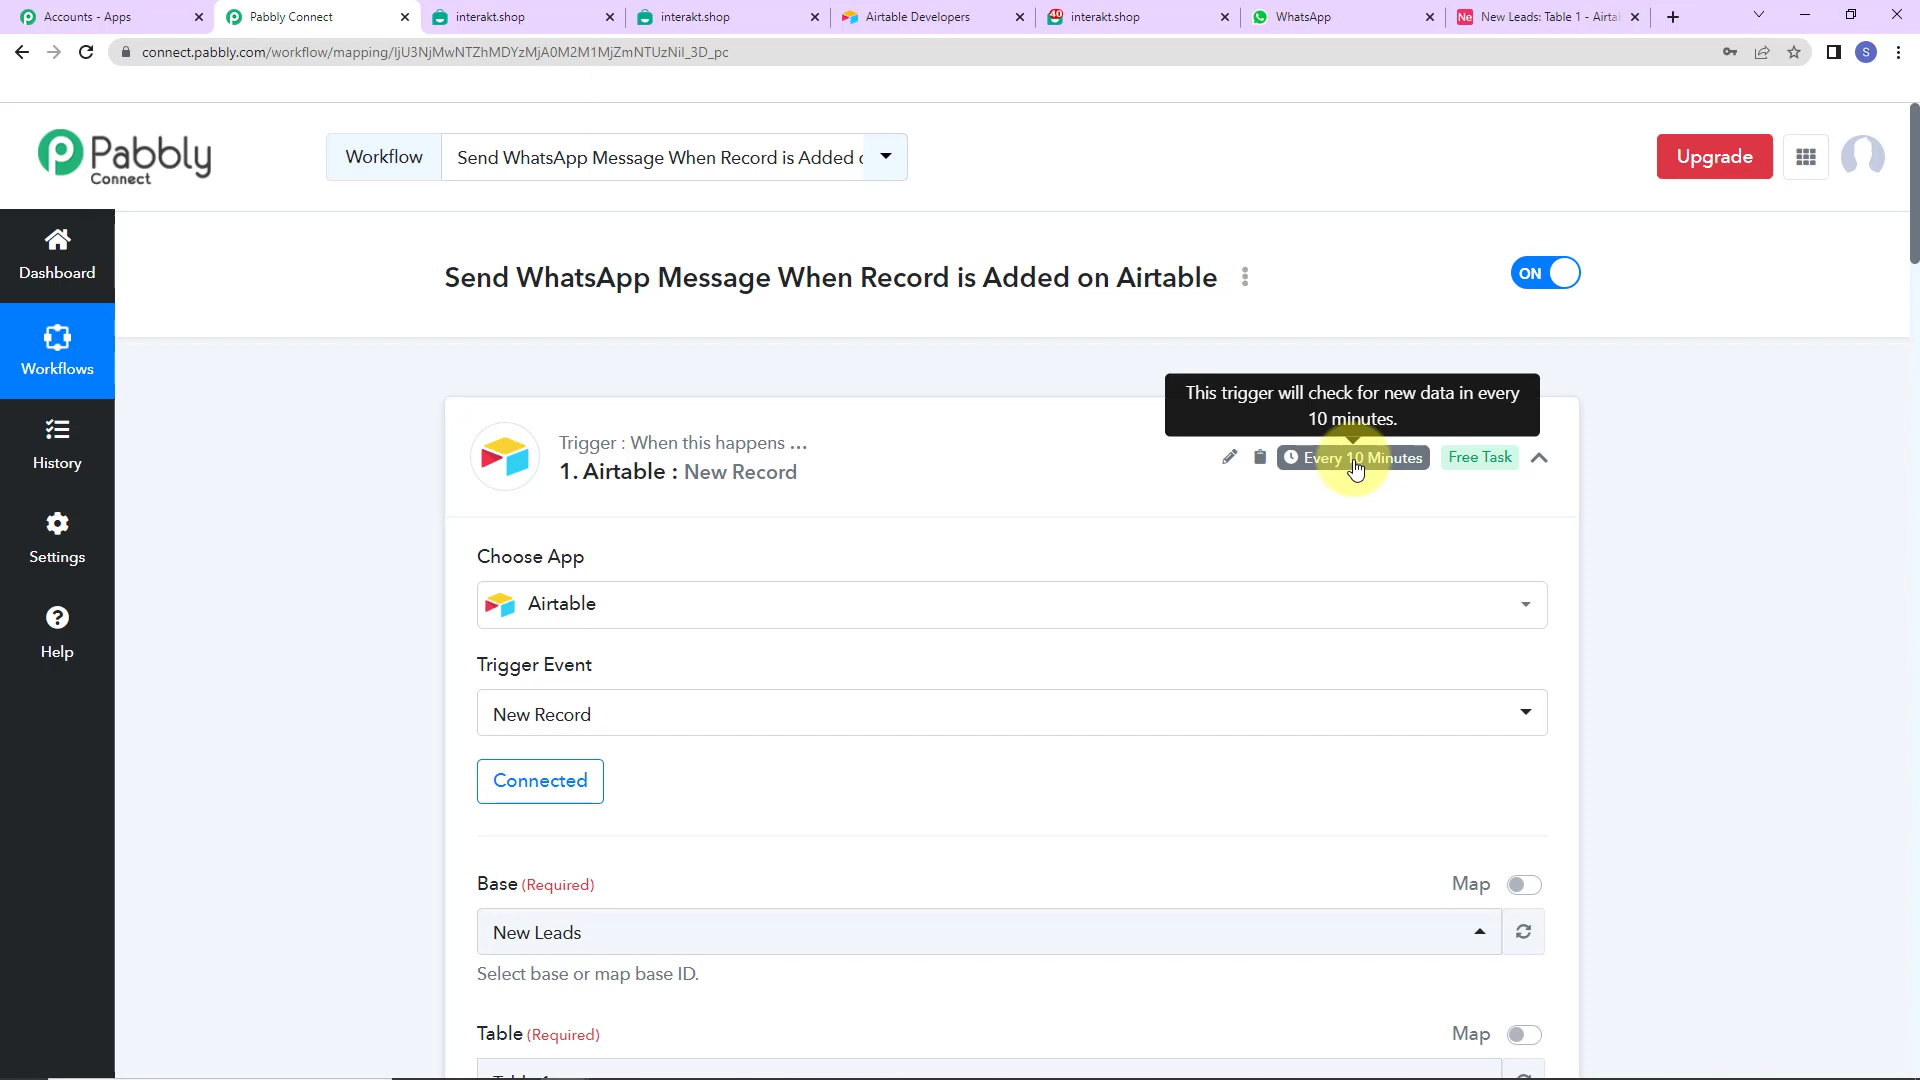 Accounts - Apps
Pabbly Connect
interakt.shop
interakt.shop
Airtable Developers
40
interakt.shop
WhatsApp
Ne
New Leads: Table 1 - Airta
connect.pabbly.com/workflow/mapping/IjU3NjMwNTZhMDYzMjA0M2M1MjZmNTUzNiI_3D_pc
S
Pabbly
Connect
Workflow
Send WhatsApp Message When Record is Added
Upgrade
Dashboard
Workflows
History
Settings
Help
Send WhatsApp Message When Record is Added on Airtable
ON
This trigger will check for new data in every
10 minutes.
Trigger : When this happens ...
1. Airtable : New Record
Every 10 Minutes
Free Task
Choose App
Airtable
Trigger Event
New Record
Connected
Base (Required)
Map
New Leads
Select base or map base ID.
Table (Required)
Map